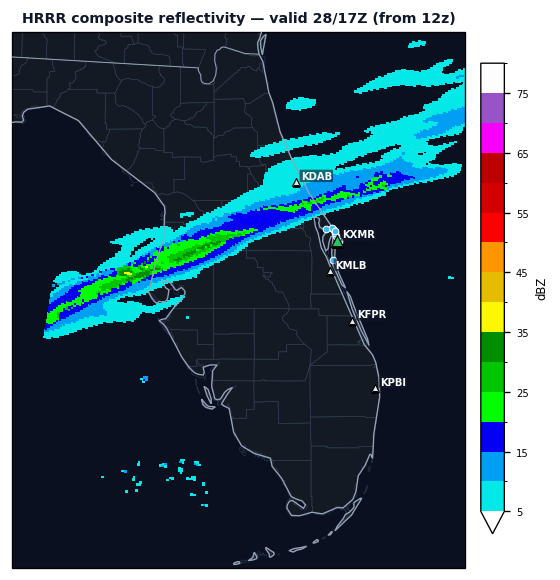 HRRR composite reflectivity — valid 28/17Z (from 12z)
KDAB
KXMR
KMLB
KFPR
KPBI
75
65
55
45
35
25
15
5
dBZ